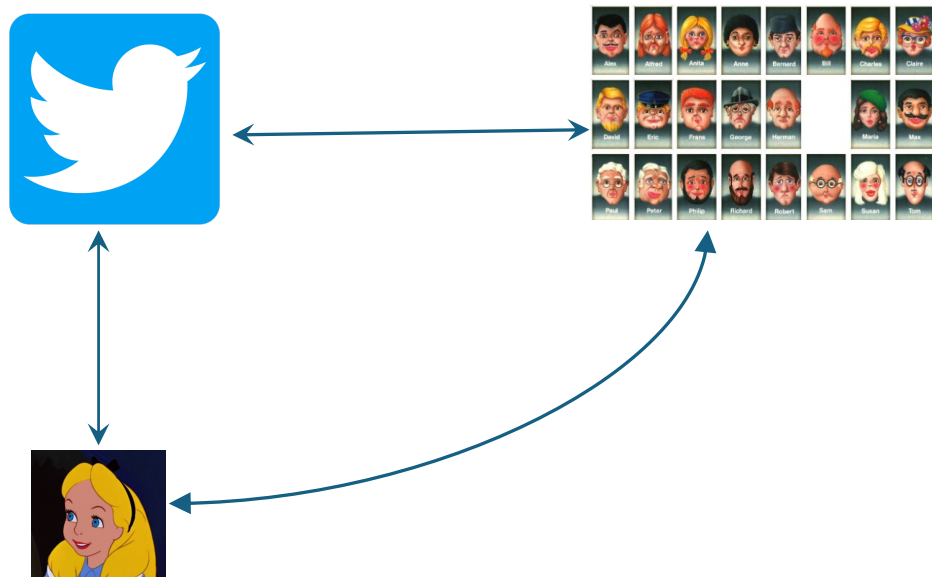 Alex Alfred Anita Anne Bernard Bill Charles Claire
David Eric Frans George Herman Maria Max
Paul Peter Philip Richard Robert Sam Susan Tom